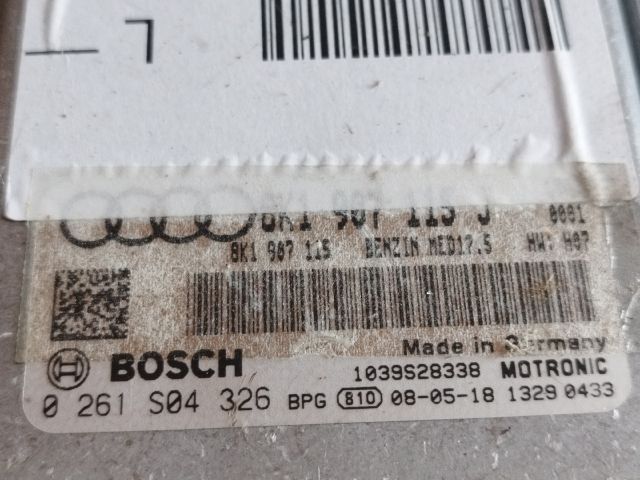 L
8K1 907 115 J 0001
8K1 907 115 BENZIN MED17.5 HW: H07
Made in Germany
BOSCH 1039S28338 MOTRONIC
0 261 S04 326 BPG 810 08-05-18 1329 0433